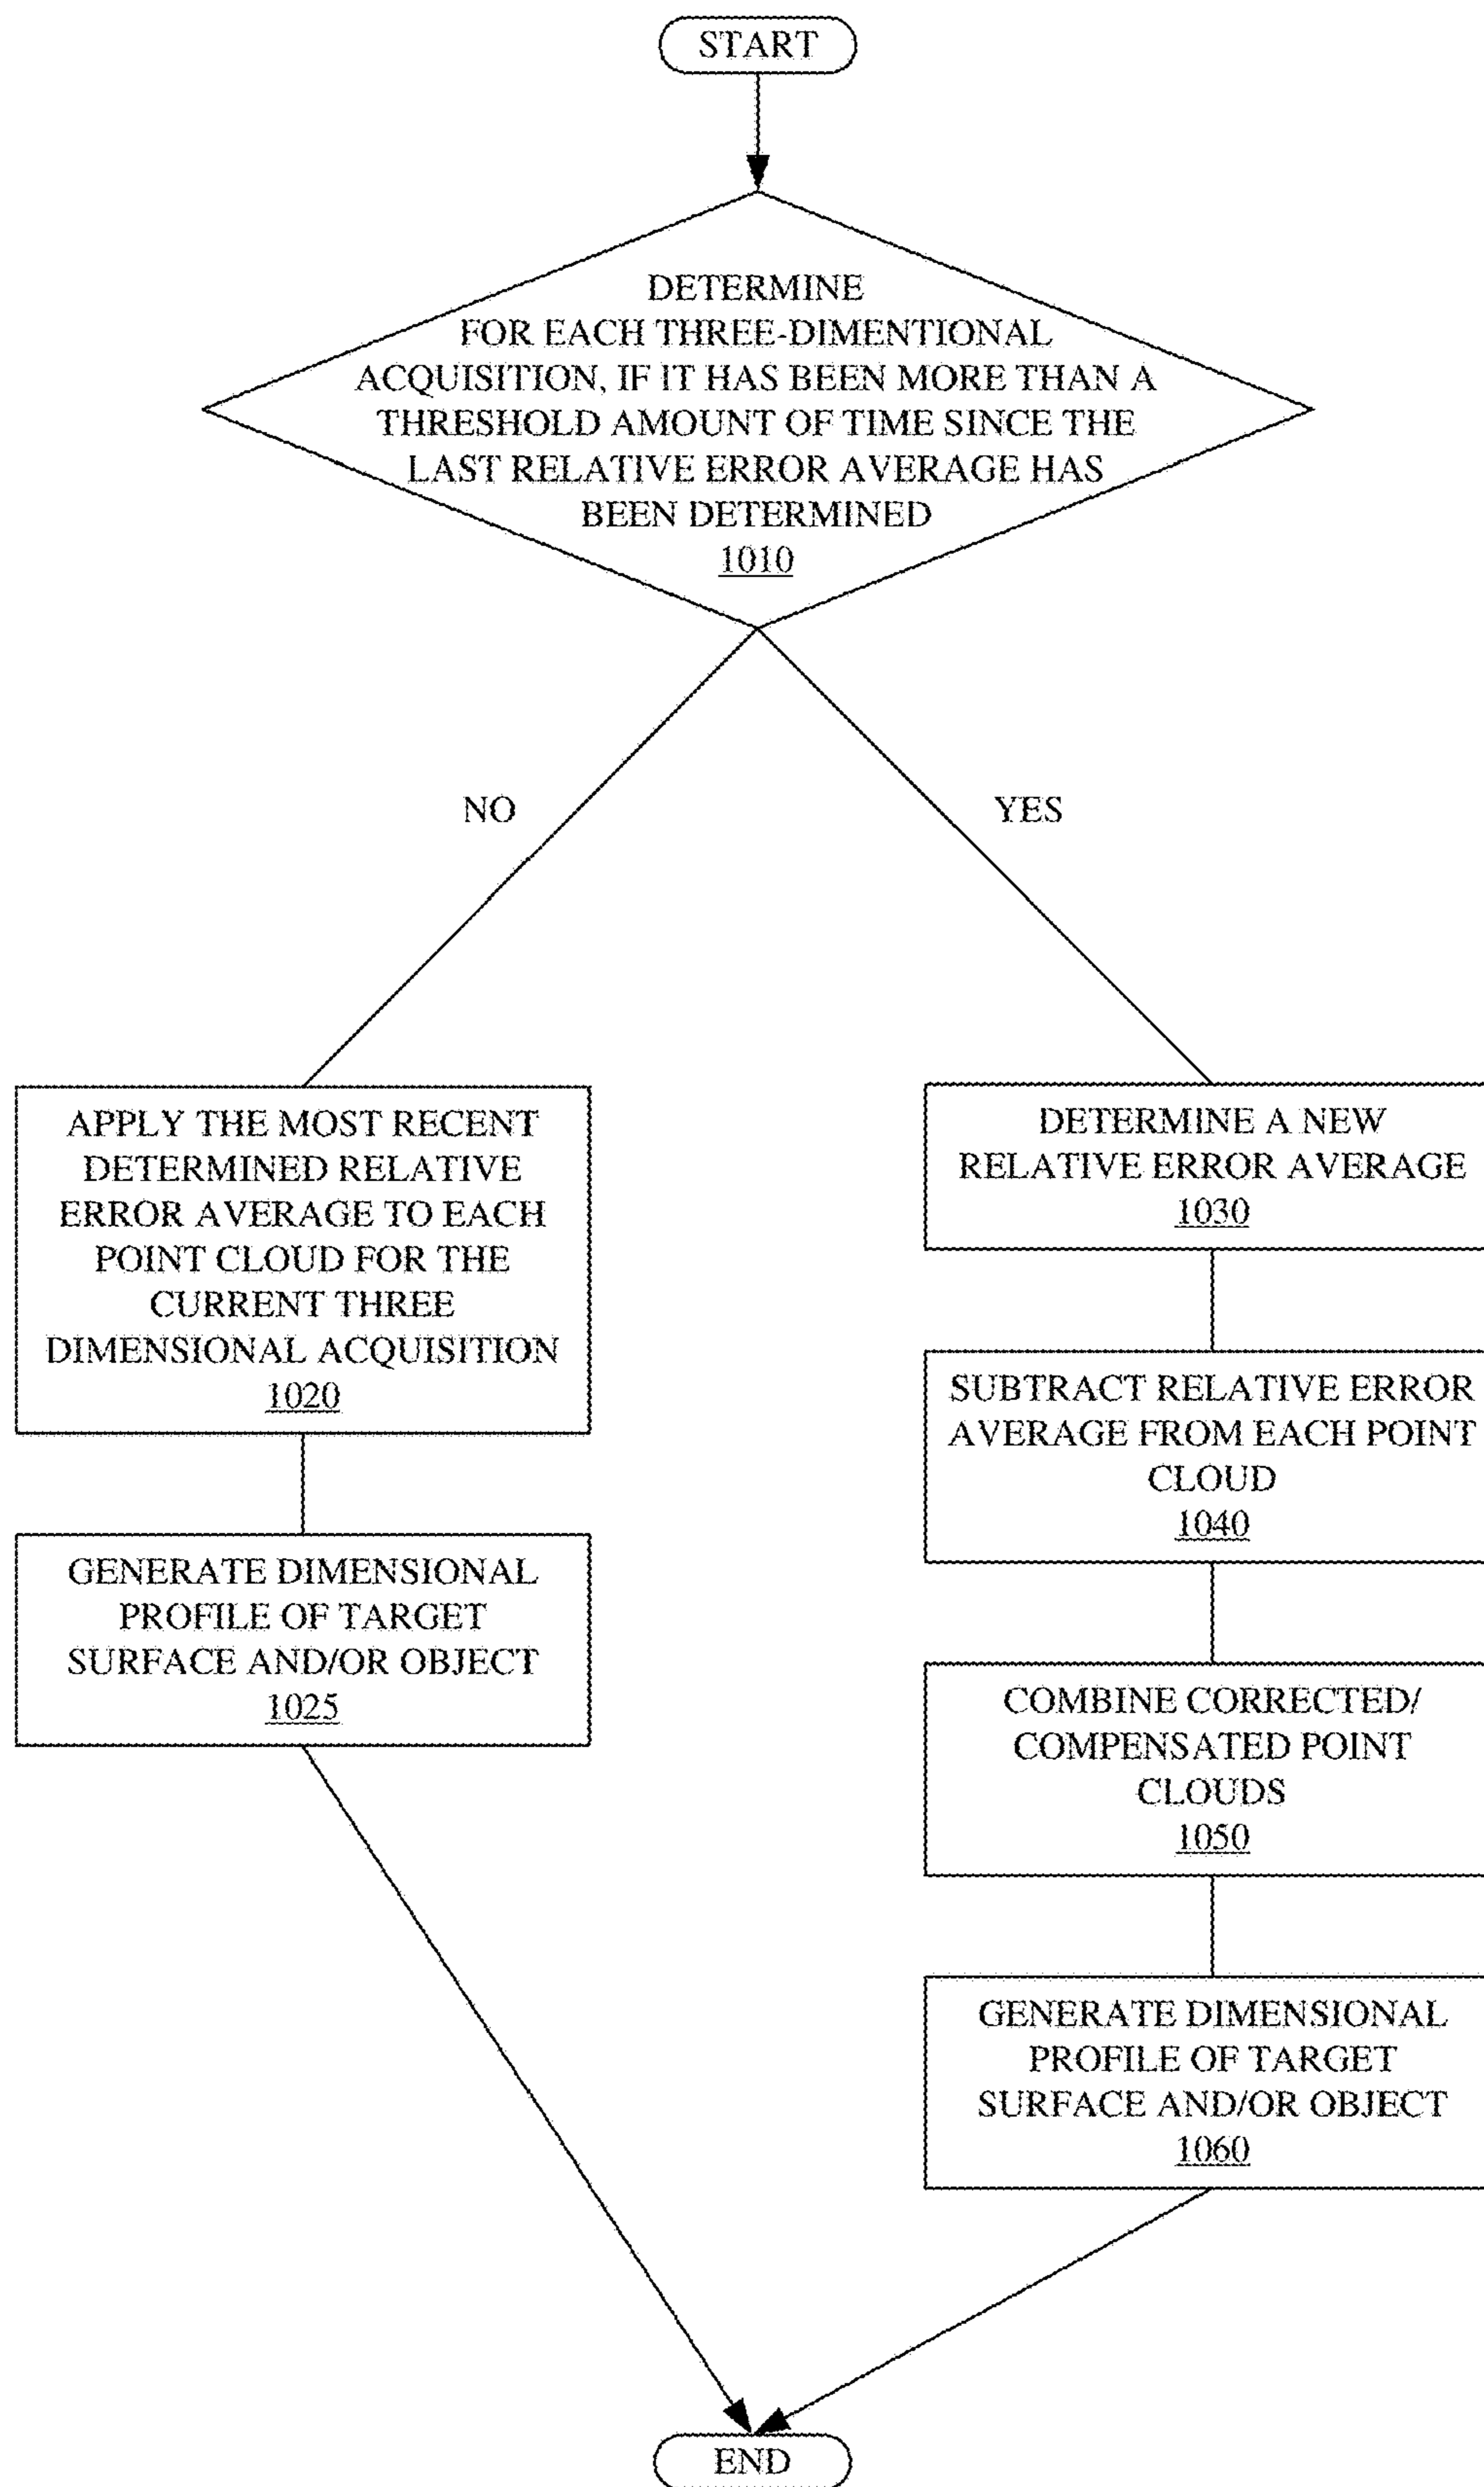 START
DETERMINE
FOR EACH THREE-DIMENTIONAL
ACQUISITION, IF IT HAS BEEN MORE THAN A
THRESHOLD AMOUNT OF TIME SINCE THE
LAST RELATIVE ERROR AVERAGE HAS
BEEN DETERMINED
1010
NO
YES
APPLY THE MOST RECENT
DETERMINED RELATIVE
ERROR AVERAGE TO EACH
POINT CLOUD FOR THE
CURRENT THREE
DIMENSIONAL ACQUISITION
1020
GENERATE DIMENSIONAL
PROFILE OF TARGET
SURFACE AND/OR OBJECT
1025
DETERMINE A NEW
RELATIVE ERROR AVERAGE
1030
SUBTRACT RELATIVE ERROR
AVERAGE FROM EACH POINT
CLOUD
1040
COMBINE CORRECTED/
COMPENSATED POINT
CLOUDS
1050
GENERATE DIMENSIONAL
PROFILE OF TARGET
SURFACE AND/OR OBJECT
1060
END